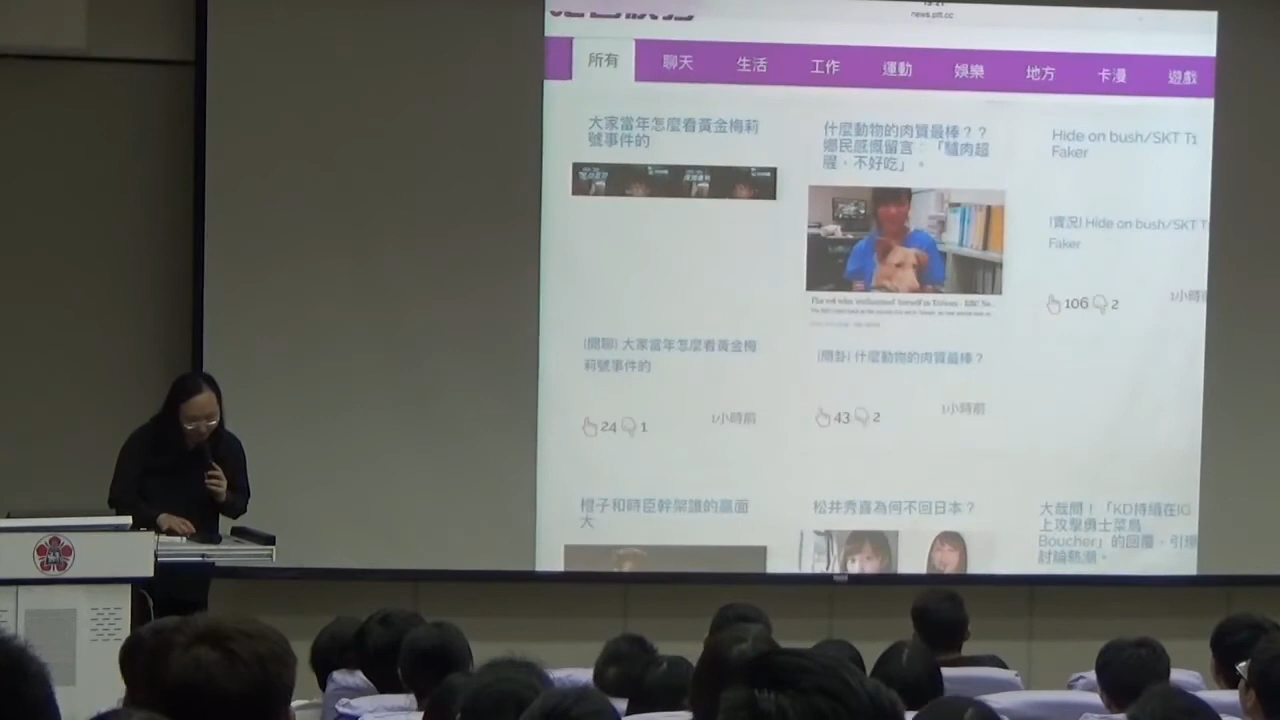 news.ptt.cc
所有 聊天 生活 工作 運動 娛樂 地方 卡漫 遊戲
大家當年怎麼看黃金梅莉
號事件的
[閒聊] 大家當年怎麼看黃金梅
莉號事件的
24 1 1小時前
什麼動物的肉質最棒？？
鄉民感慨留言：「驢肉超
腥、不好吃」。
[問卦] 什麼動物的肉質最棒？
43 2 1小時前
Hide on bush/SKT T1
Faker
[實況] Hide on bush/SKT T
Faker
106 2 1小時
橙子和時臣幹架誰的贏面
大
松井秀喜為何不回日本？
大哉問！「KD持續在IG
上攻擊勇士菜鳥
Boucher」的回覆，引爆
討論熱潮。